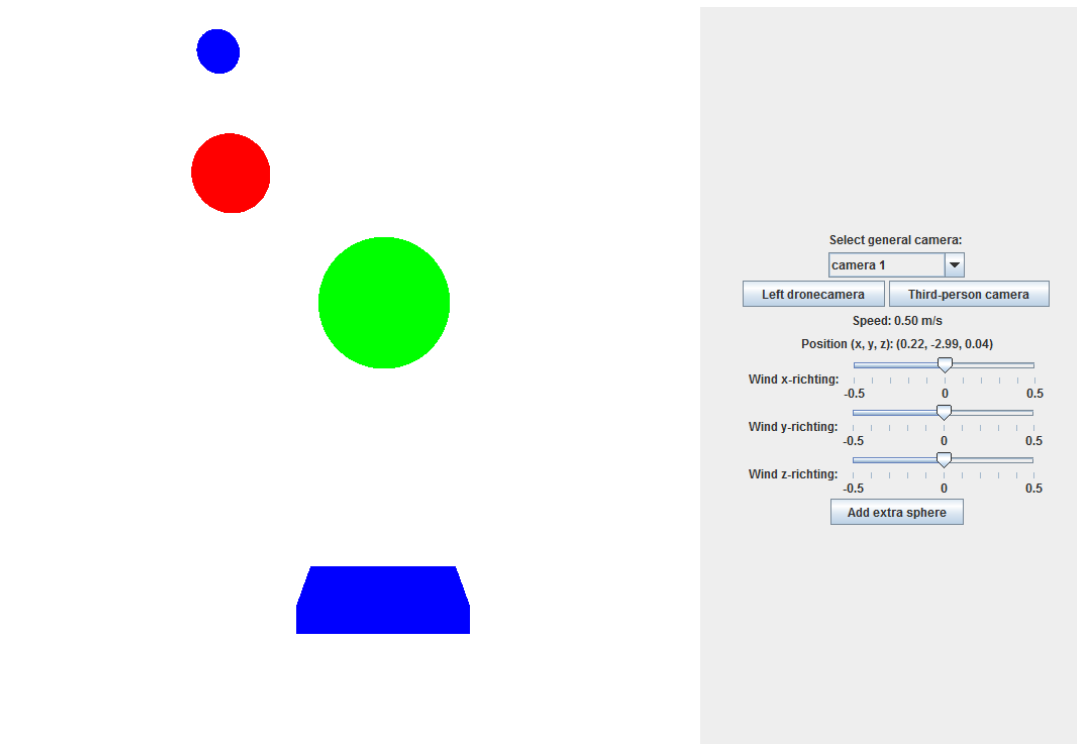 Select general camera:
camera 1
Left dronecamera Third-person camera
Speed: 0.50 m/s
Position (x, y, z): (0.22, -2.99, 0.04)
Wind x-richting:
-0.5 0 0.5
Wind y-richting:
-0.5 0 0.5
Wind z-richting:
-0.5 0 0.5
Add extra sphere